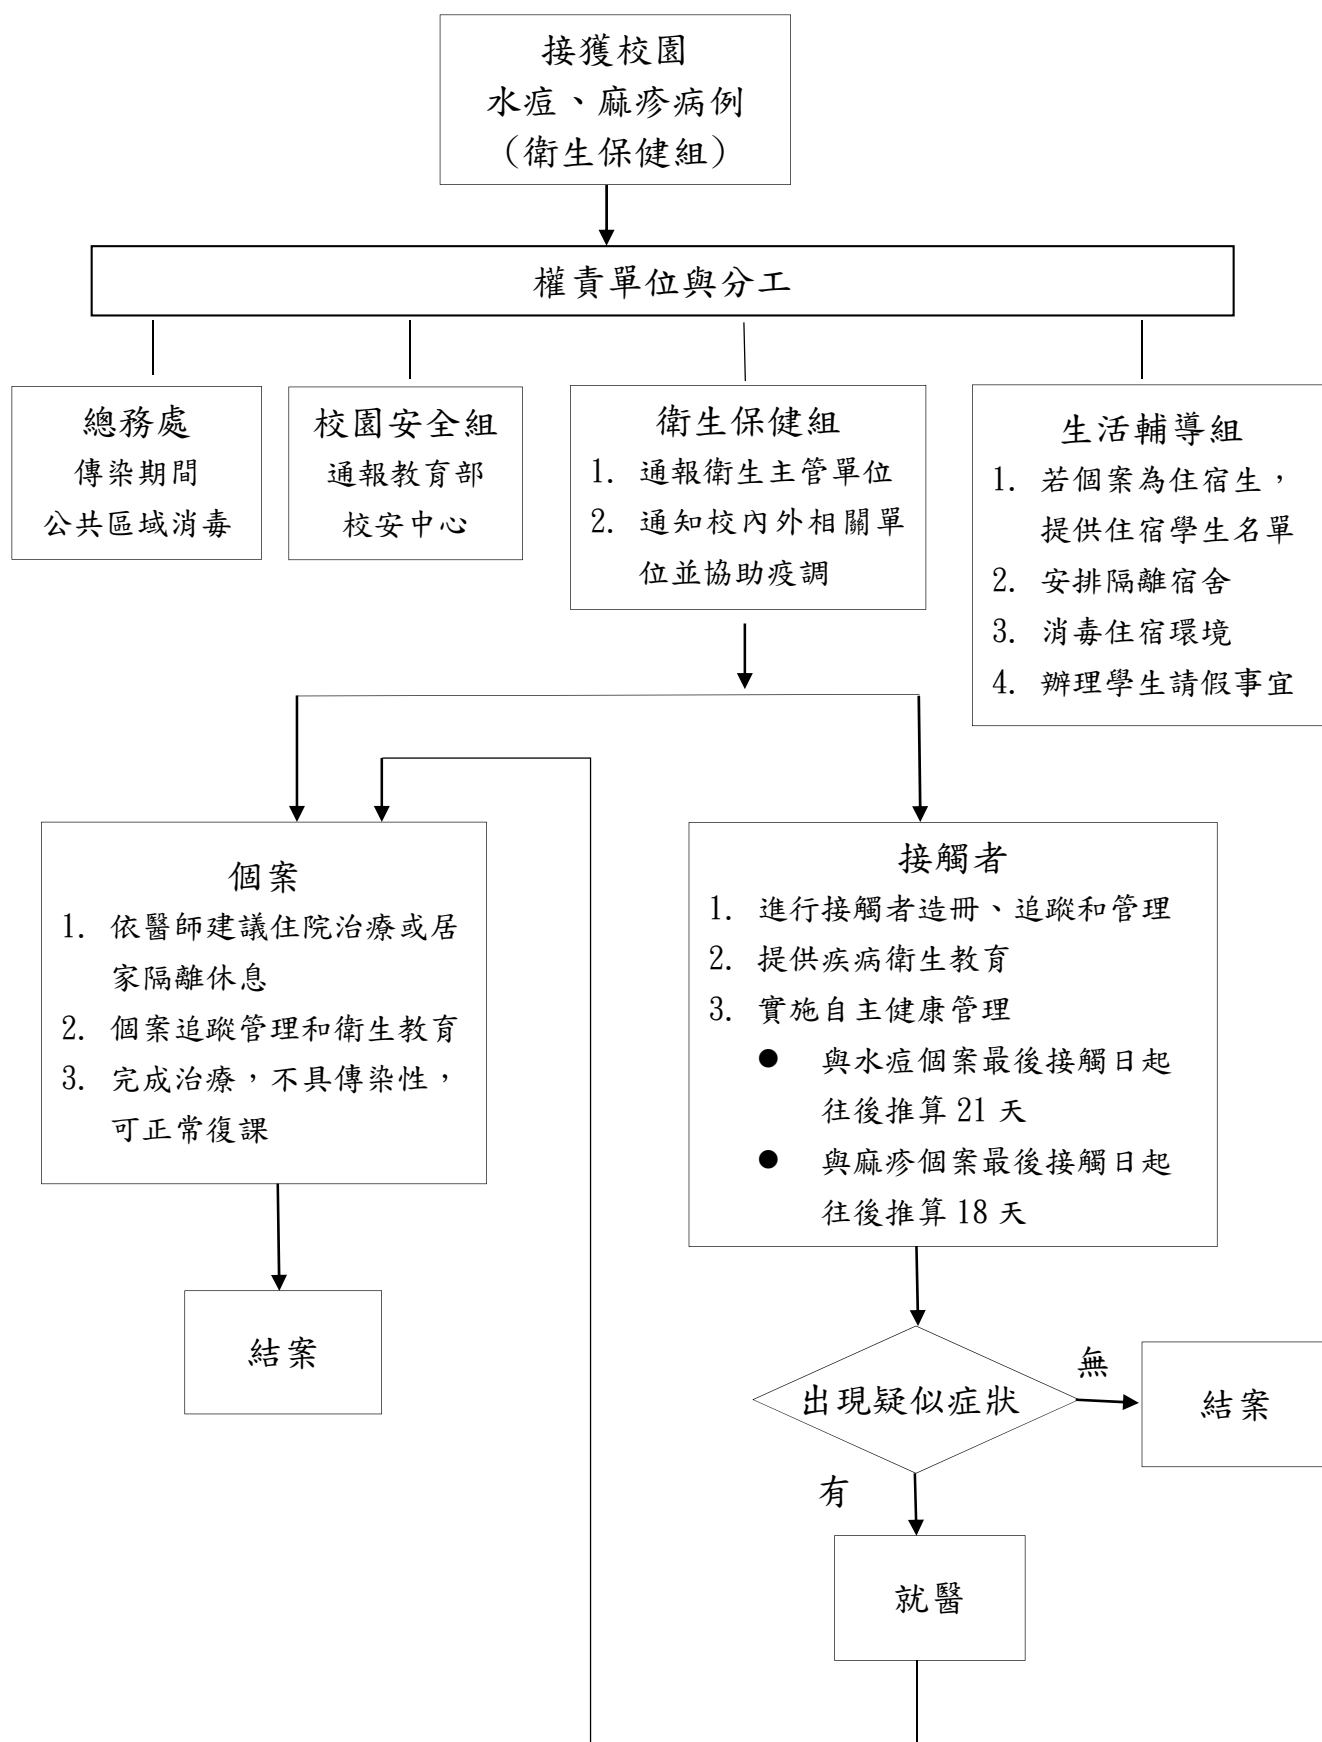 接獲校園
水痘、麻疹病例
(衛生保健組)
權責單位與分工
總務處
傳染期間
公共區域消毒
校園安全組
通報教育部
校安中心
衛生保健組
1. 通報衛生主管單位
2. 通知校內外相關單
位並協助疫調
生活輔導組
1. 若個案為住宿生，
提供住宿學生名單
2. 安排隔離宿舍
3. 消毒住宿環境
4. 辦理學生請假事宜
個案
1. 依醫師建議住院治療或居
家隔離休息
2. 個案追蹤管理和衛生教育
3. 完成治療，不具傳染性，
可正常復課
結案
接觸者
1. 進行接觸者造冊、追蹤和管理
2. 提供疾病衛生教育
3. 實施自主健康管理
● 與水痘個案最後接觸日起
往後推算 21 天
● 與麻疹個案最後接觸日起
往後推算 18 天
出現疑似症狀
無
結案
有
就醫